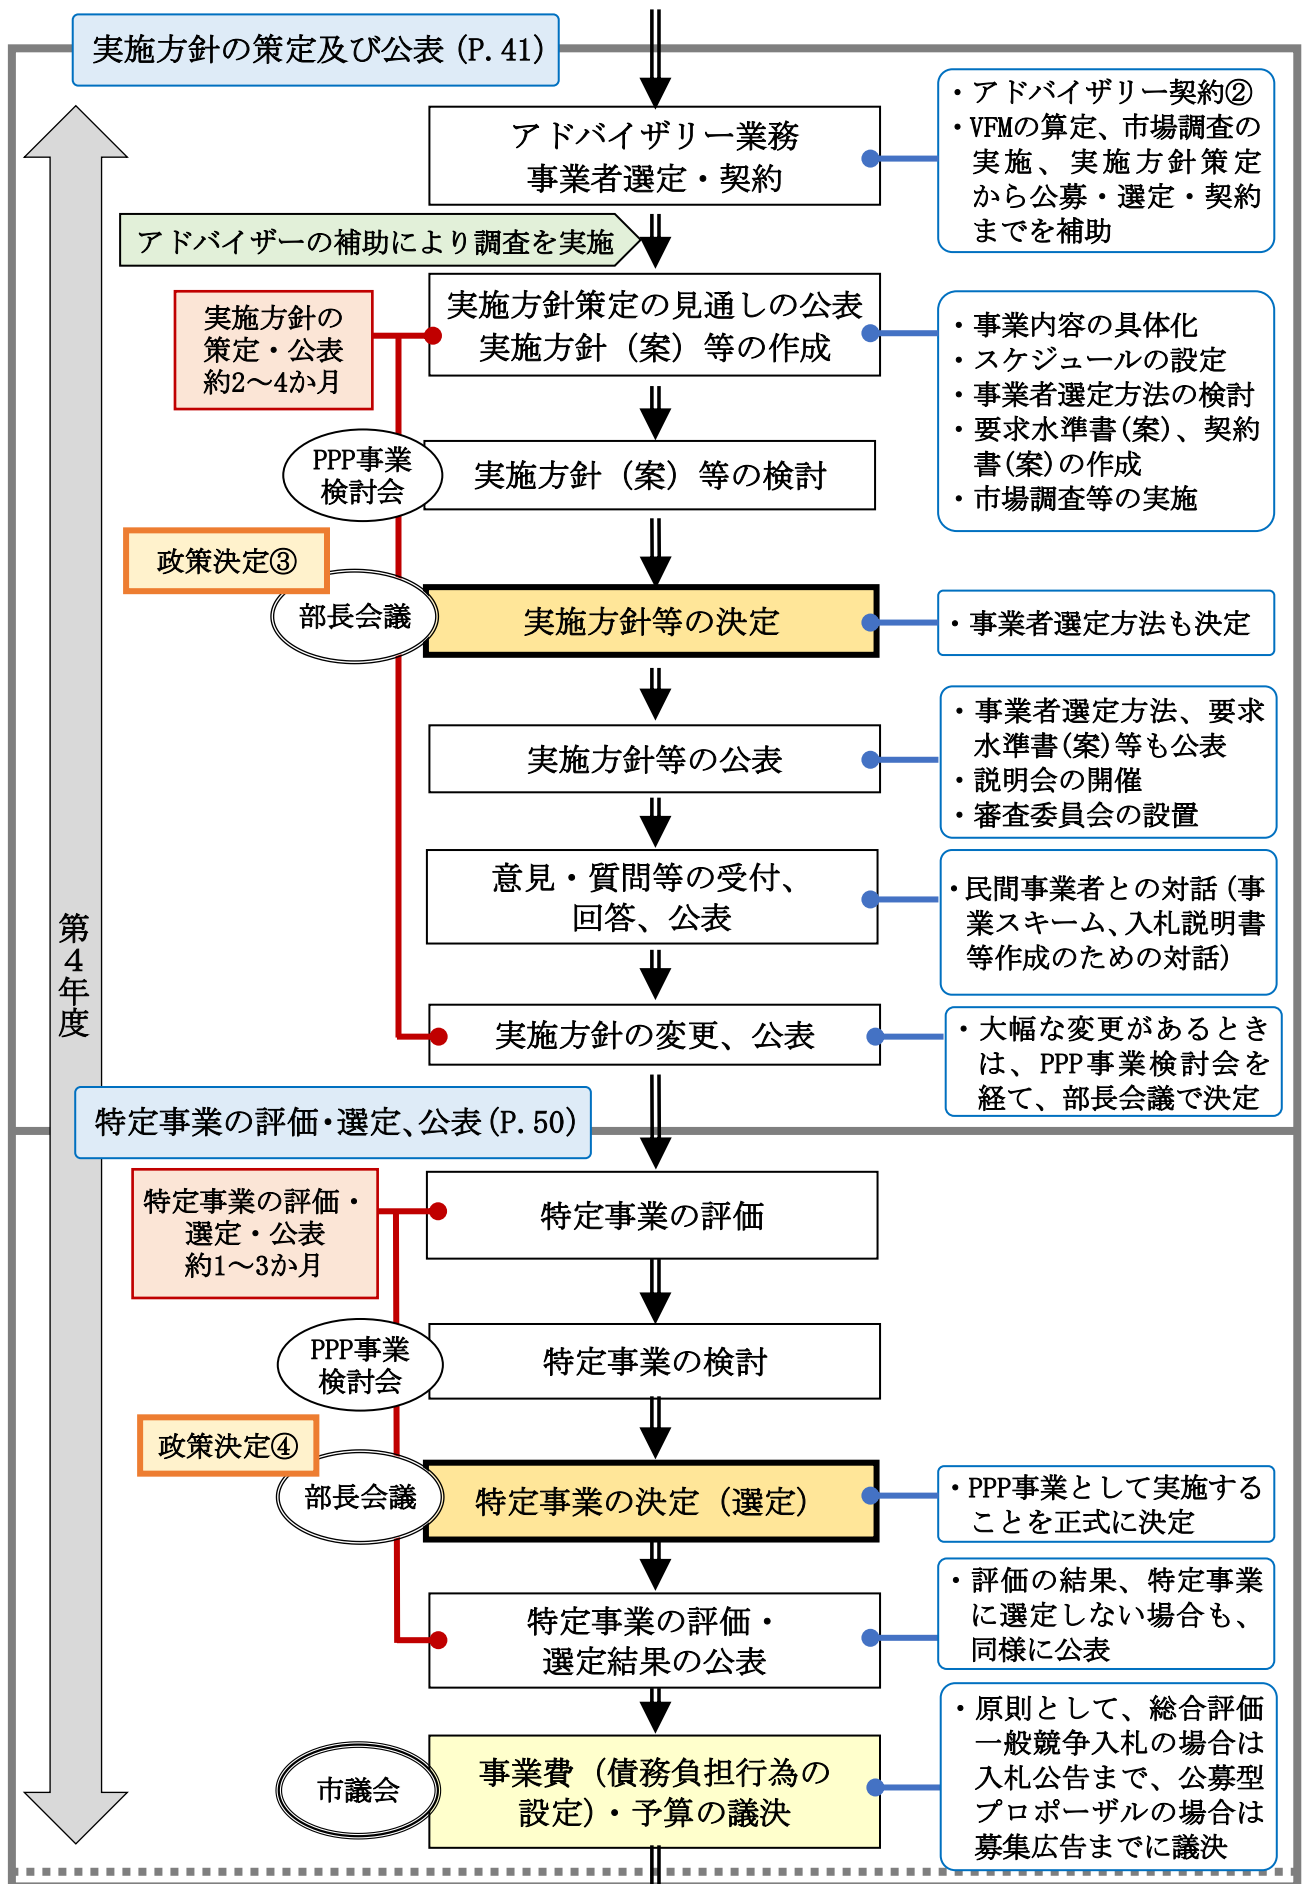 実施方針の策定及び公表(P.41)
アドバイザリー業務
事業者選定・契約
・アドバイザリー契約②
・VFMの算定、市場調査の
実施、実施方針策定
から公募・選定・契約
までを補助
アドバイザーの補助により調査を実施
実施方針の
策定・公表
約2～4か月
実施方針策定の見通しの公表
実施方針（案）等の作成
・事業内容の具体化
・スケジュールの設定
・事業者選定方法の検討
・要求水準書(案)、契約
書(案)の作成
・市場調査等の実施
PPP事業
検討会
実施方針（案）等の検討
政策決定③
部長会議
実施方針等の決定
・事業者選定方法も決定
実施方針等の公表
・事業者選定方法、要求
水準書(案)等も公表
・説明会の開催
・審査委員会の設置
意見・質問等の受付、
回答、公表
・民間事業者との対話（事
業スキーム、入札説明書
等作成のための対話）
第4年度
実施方針の変更、公表
・大幅な変更があるとき
は、PPP事業検討会を
経て、部長会議で決定
特定事業の評価・選定、公表(P.50)
特定事業の評価・
選定・公表
約1～3か月
特定事業の評価
PPP事業
検討会
特定事業の検討
政策決定④
部長会議
特定事業の決定（選定）
・PPP事業として実施する
ことを正式に決定
特定事業の評価・
選定結果の公表
・評価の結果、特定事業
に選定しない場合も、
同様に公表
市議会
事業費（債務負担行為の
設定）・予算の議決
・原則として、総合評価
一般競争入札の場合は
入札公告まで、公募型
プロポーザルの場合は
募集広告までに議決